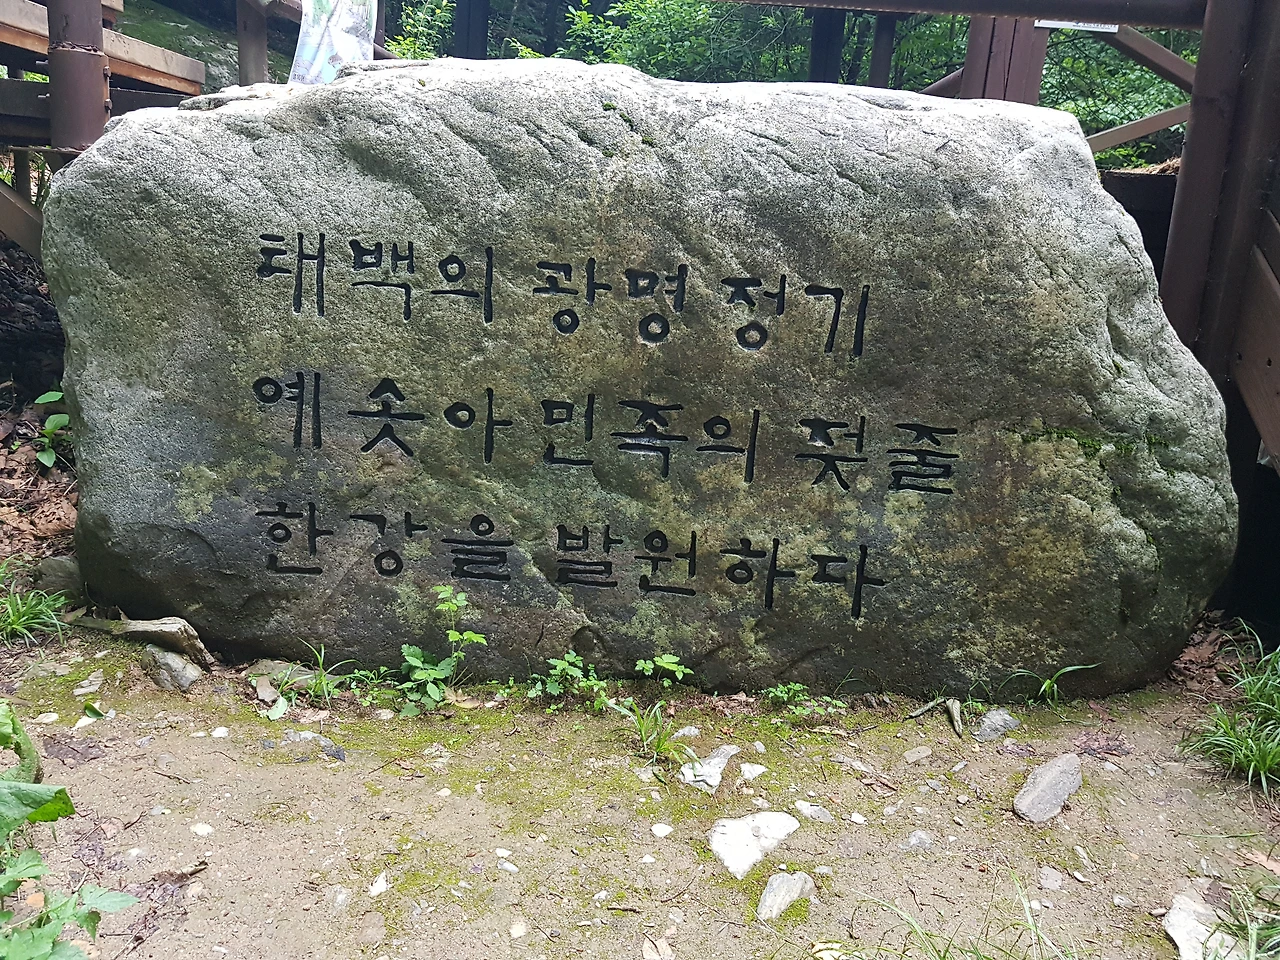 태백의 광명 정기
예 솟아 민족의 젖줄
한강을 발원하다